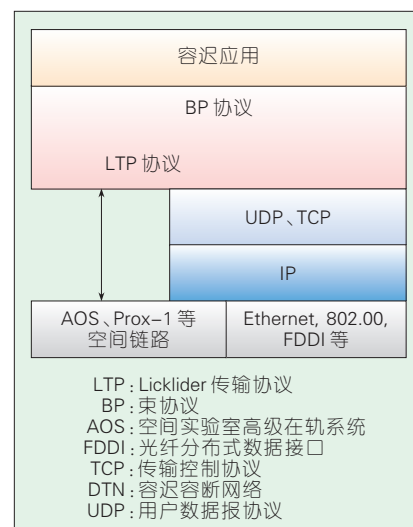 容迟应用
BP 协议
LTP 协议
UDP、TCP
IP
AOS、Prox-1 等
空间链路
Ethernet, 802.00,
FDDI 等
LTP：Licklider 传输协议
BP：束协议
AOS：空间实验室高级在轨系统
FDDI：光纤分布式数据接口
TCP：传输控制协议
DTN：容迟容断网络
UDP：用户数据报协议